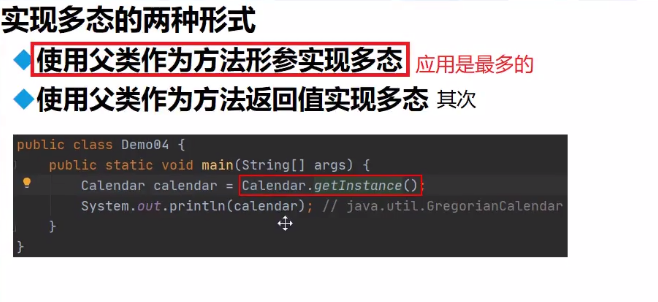 实现多态的两种形式
使用父类作为方法形参实现多态 应用是最多的
使用父类作为方法返回值实现多态 其次
public class Demo04 {
public static void main(String[] args) {
Calendar calendar = Calendar.getInstance();
System.out.println(calendar); // java.util.GregorianCalendar
}
}